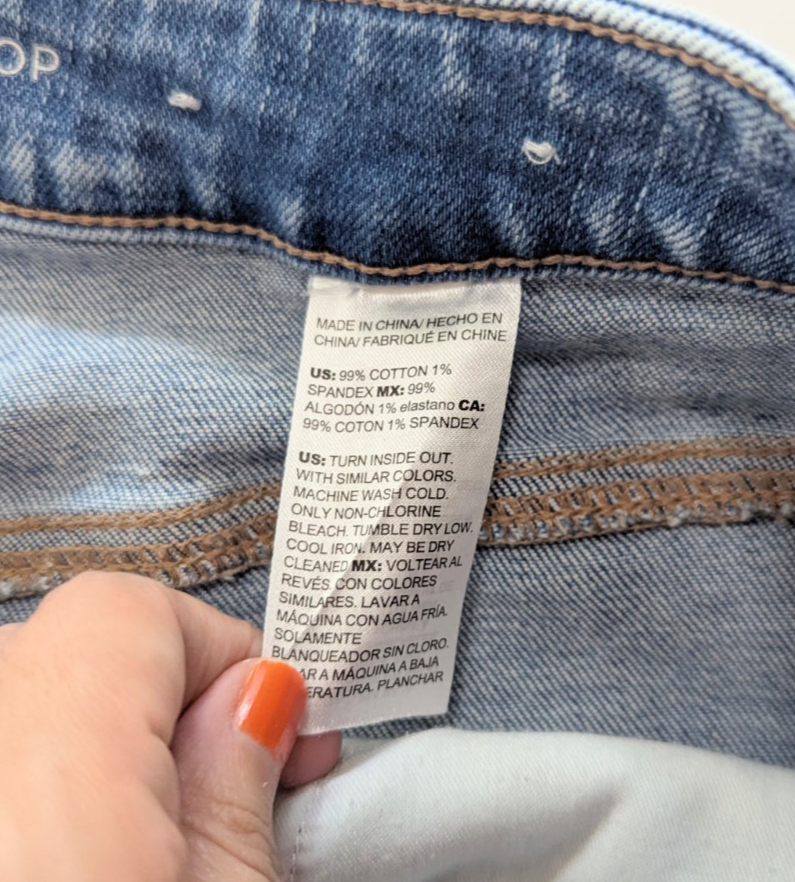 OP
MADE IN CHINA/ HECHO EN
CHINA/ FABRIQUÉ EN CHINE
US: 99% COTTON 1%
SPANDEX MX: 99%
ALGODÓN 1% elastano CA:
99% COTON 1% SPANDEX
US: TURN INSIDE OUT.
WITH SIMILAR COLORS.
MACHINE WASH COLD.
ONLY NON-CHLORINE
BLEACH. TUMBLE DRY LOW.
COOL IRON. MAY BE DRY
CLEANED MX: VOLTEAR AL
REVÉS. CON COLORES
SIMILARES. LAVAR A
MÁQUINA CON AGUA FRÍA.
SOLAMENTE
BLANQUEADOR SIN CLORO.
AR A MÁQUINA A BAJA
ERATURA. PLANCHAR